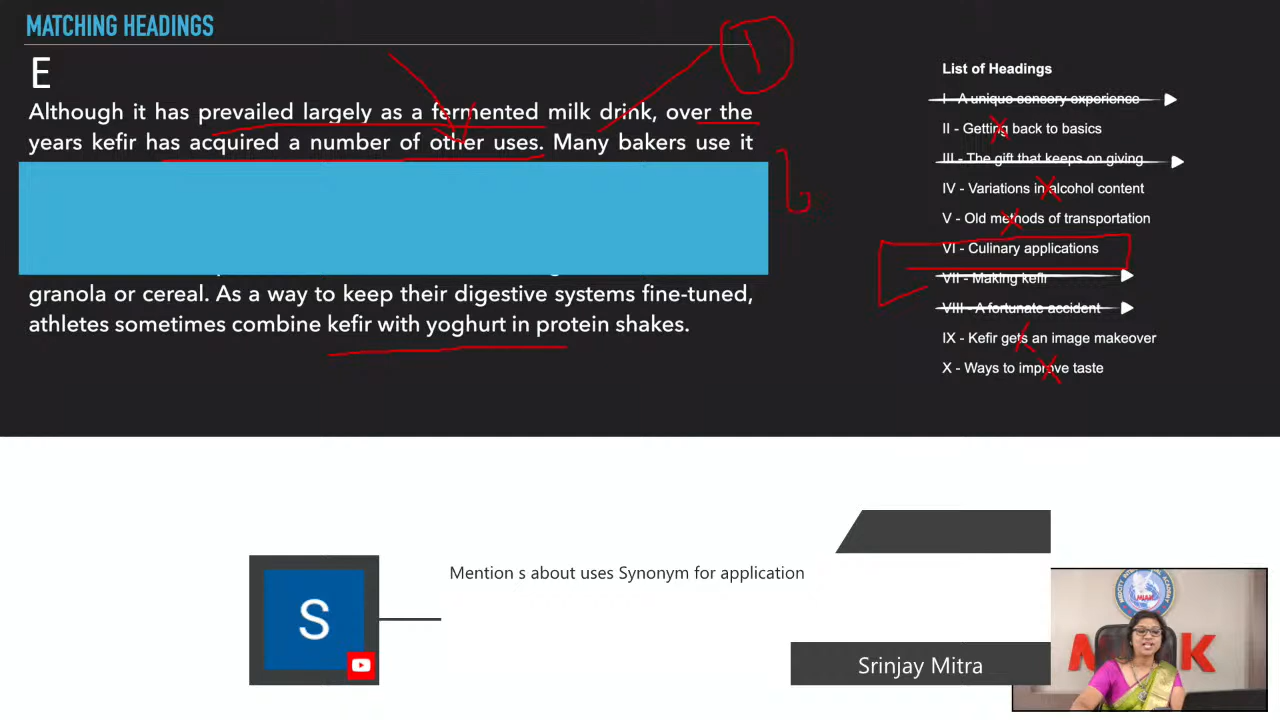 MATCHING HEADINGS
E
Although it has prevailed largely as a fermented milk drink, over the
years kefir has acquired a number of other uses. Many bakers use it
granola or cereal. As a way to keep their digestive systems fine-tuned,
athletes sometimes combine kefir with yoghurt in protein shakes.
1
List of Headings
I - A unique sensory experience
II - Getting back to basics
III - The gift that keeps on giving
IV - Variations in alcohol content
V - Old methods of transportation
VI - Culinary applications
VII - Making kefir
VIII - A fortunate accident
IX - Kefir gets an image makeover
X - Ways to improve taste
S
Mention s about uses Synonym for application
Srinjay Mitra